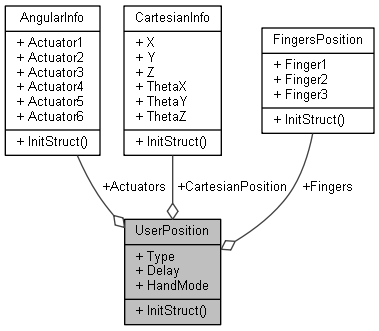 AngularInfo
+ Actuator1
+ Actuator2
+ Actuator3
+ Actuator4
+ Actuator5
+ Actuator6
+ InitStruct()
CartesianInfo
+ X
+ Y
+ Z
+ ThetaX
+ ThetaY
+ ThetaZ
+ InitStruct()
FingersPosition
+ Finger1
+ Finger2
+ Finger3
+ InitStruct()
+Actuators
+CartesianPosition
+Fingers
UserPosition
+ Type
+ Delay
+ HandMode
+ InitStruct()